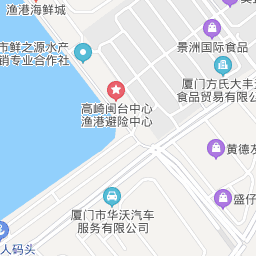 渔港海鲜城
市鲜之源水产
销专业合作社
景洲国际食品
厦门方氏大丰
食品贸易有限公
高崎闽台中心
渔港避险中心
黄德友
盛仔
厦门市华沃汽车
服务有限公司
人码头